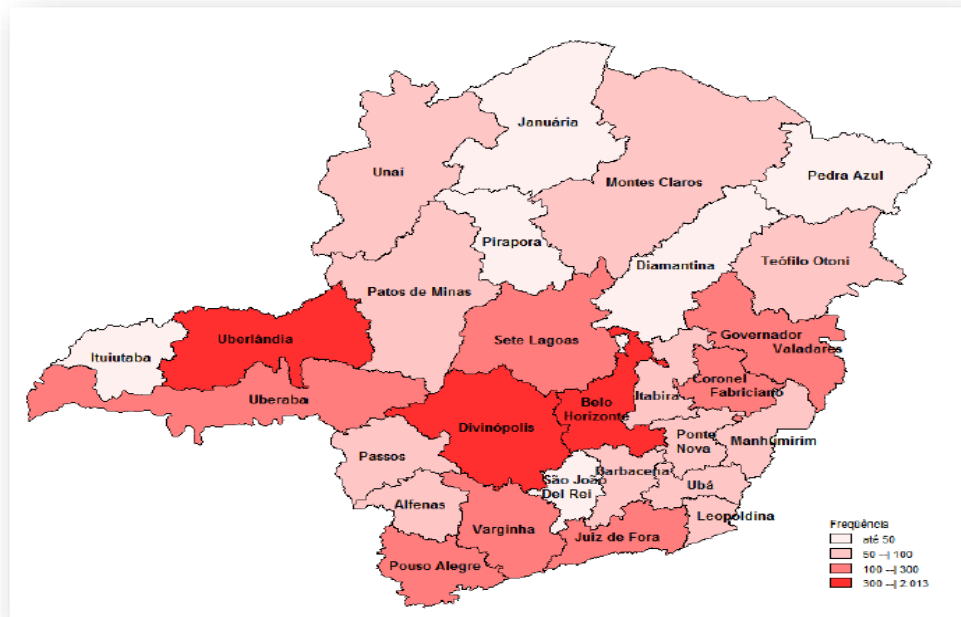 Januária
Unaí
Montes Claros
Pedra Azul
Pirapora
Diamantina
Teófilo Otoni
Patos de Minas
Uberlândia
Sete Lagoas
Governador
Valadares
Ituiutaba
Coronel
Fabriciano
Uberaba
Itabira
Belo
Horizonte
Divinópolis
Ponte
Nova
Manhumirim
Passos
Barbacena
São João
Del Rei
Ubá
Alfenas
Leopoldina
Varginha
Juiz de Fora
Pouso Alegre
Freqüência
até 50
50 --| 100
100 --| 300
300 --| 2.013